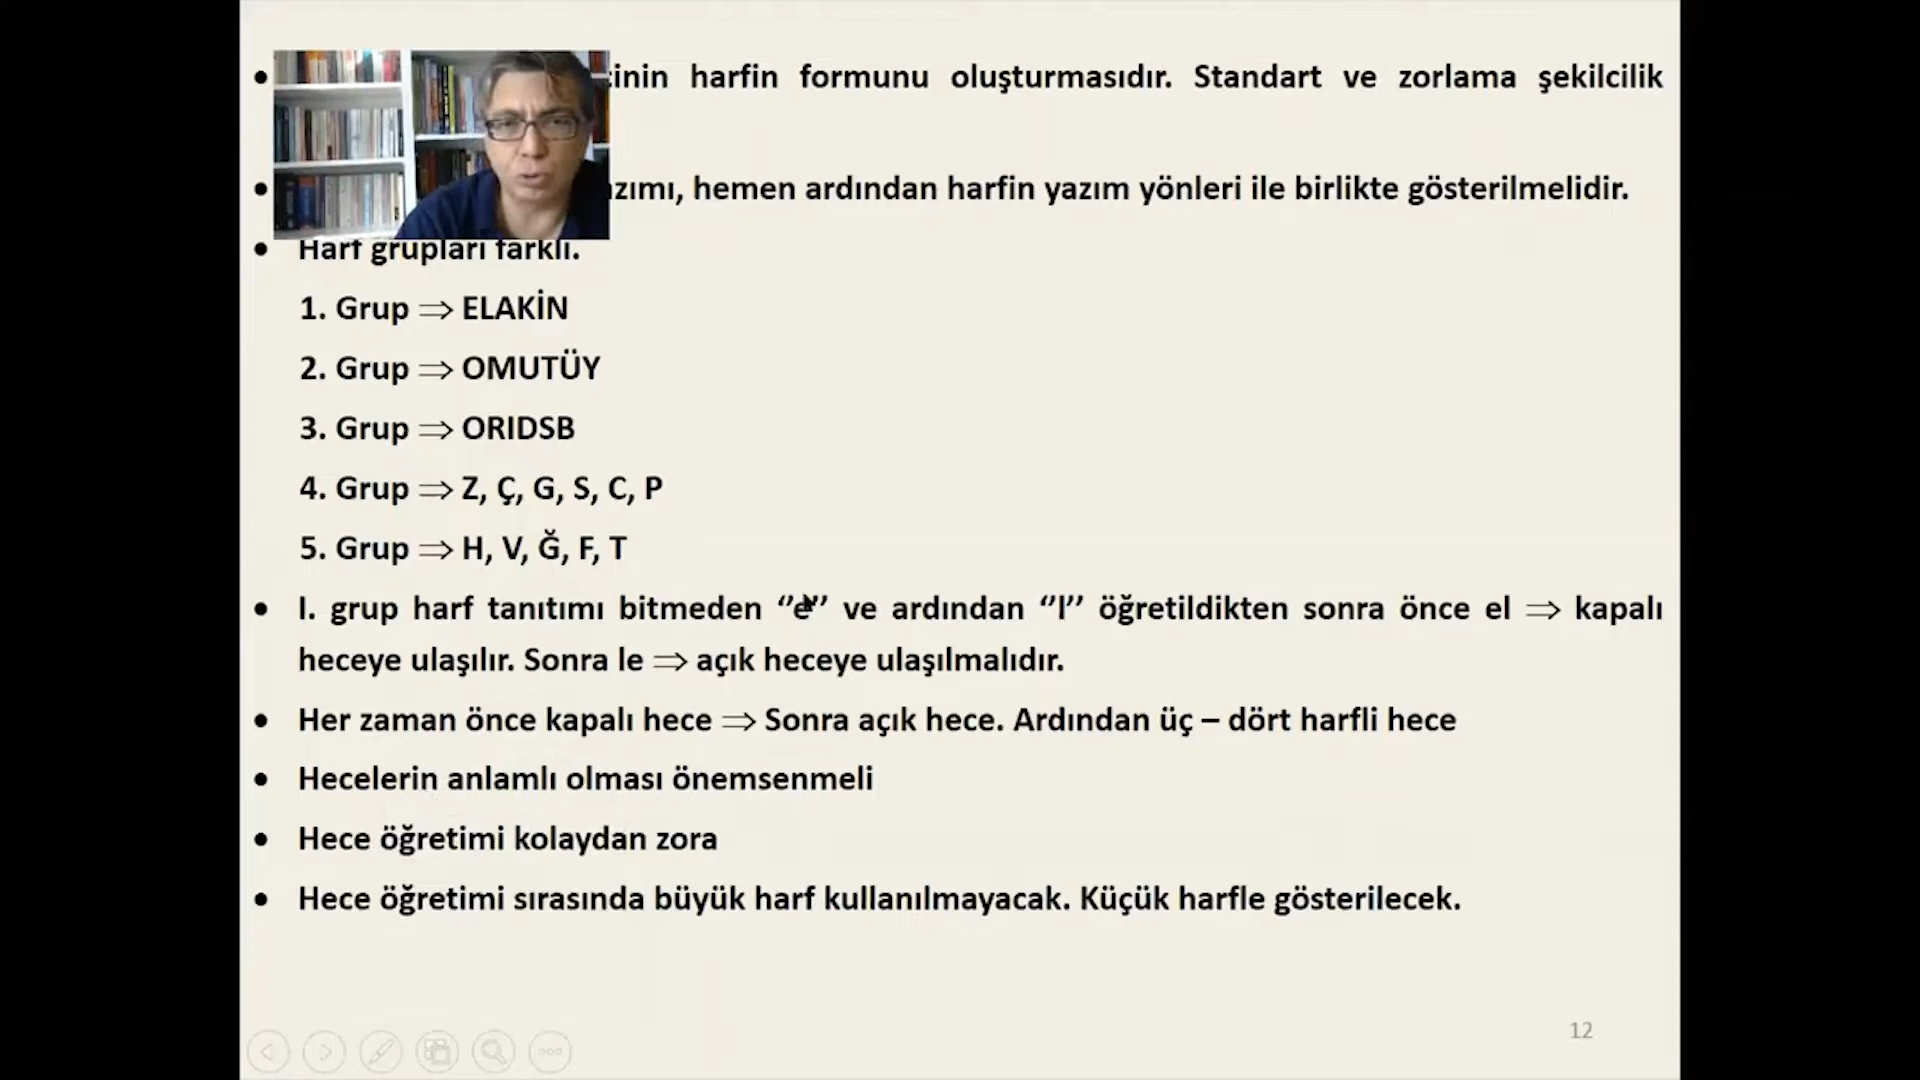 harfin formunu oluşturmasıdır. Standart ve zorlama şekilcilik
hemen ardından harfin yazım yönleri ile birlikte gösterilmelidir.
• Harf grupları farklı.
1. Grup ⇒ ELAKİN
2. Grup ⇒ OMUTÜY
3. Grup ⇒ ORIDSB
4. Grup ⇒ Z, Ç, G, S, C, P
5. Grup ⇒ H, V, Ğ, F, T
• I. grup harf tanıtımı bitmeden ‘’e’’ ve ardından ‘’l’’ öğretildikten sonra önce el ⇒ kapalı
heceye ulaşılır. Sonra le ⇒ açık heceye ulaşılmalıdır.
• Her zaman önce kapalı hece ⇒ Sonra açık hece. Ardından üç – dört harfli hece
• Hecelerin anlamlı olması önemsenmeli
• Hece öğretimi kolaydan zora
• Hece öğretimi sırasında büyük harf kullanılmayacak. Küçük harfle gösterilecek.
12